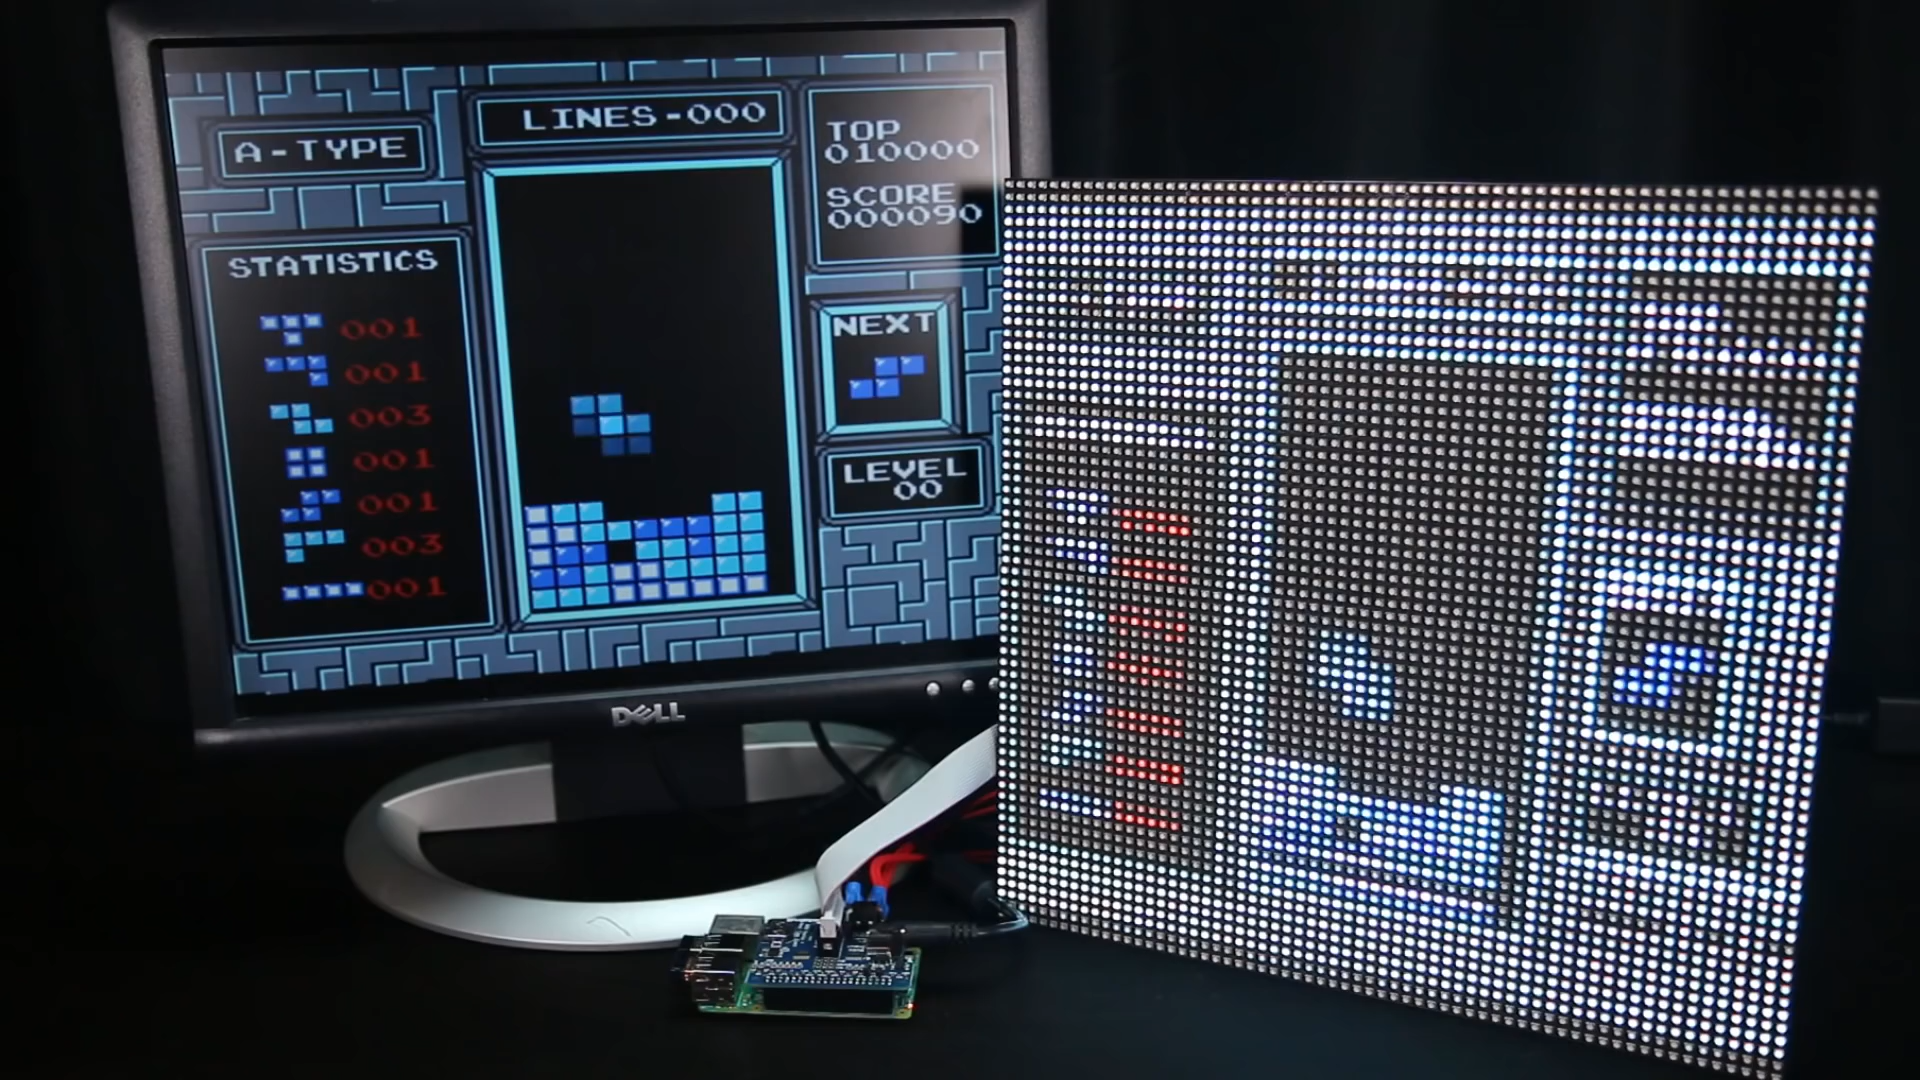 LINES-000
A-TYPE
TOP
010000
SCORE
000090
STATISTICS
001
001
003
001
001
003
001
NEXT
LEVEL
00
DELL